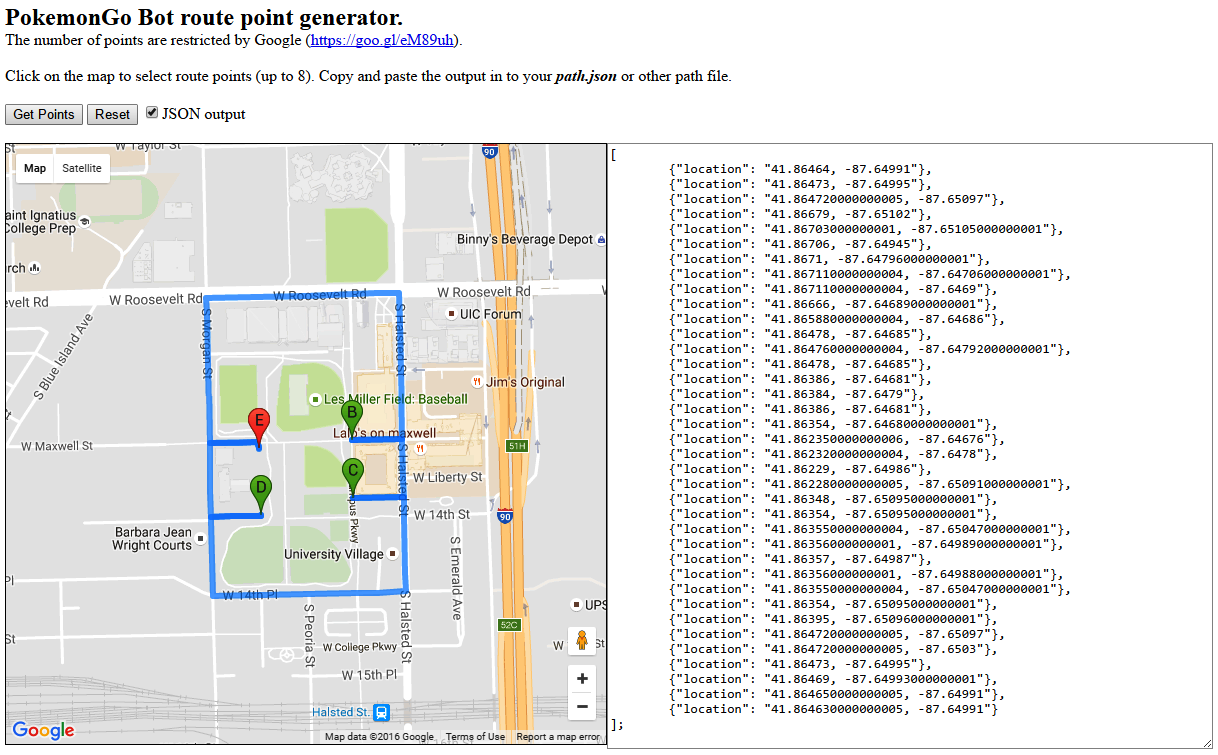 PokemonGo Bot route point generator.
The number of points are restricted by Google (https://goo.gl/eM89uh).
Click on the map to select route points (up to 8). Copy and paste the output in to your path.json or other path file.
Get Points
Reset
JSON output
W Taylor St
90
Map
Satellite
aint Ignatius
College Prep
Binny's Beverage Depot
rch
evelt Rd
W Roosevelt Rd
W Roosevelt Rd
W Roosevelt Rd
S Morgan St
S Halsted St
UIC Forum
S Blue Island Ave
Jim's Original
Les Miller Field: Baseball
E
B
W Maxwell St
Lalo's on maxwell
51H
S Halsted St
C
W Liberty St
D
mpus Pkwy
W 14th St
90
Barbara Jean
Wright Courts
University Village
S Emerald Ave
Pl
W 14th Pl
S Peoria St
S Halsted St
UPS
52C
St
W College Pkwy
W
St
W 15th Pl
+
−
Halsted St.
Google
Map data ©2016 Google
Terms of Use
Report a map error
W 16th St
[
{"location": "41.86464, -87.64991"},
{"location": "41.86473, -87.64995"},
{"location": "41.864720000000005, -87.65097"},
{"location": "41.86679, -87.65102"},
{"location": "41.86703000000001, -87.65105000000001"},
{"location": "41.86706, -87.64945"},
{"location": "41.8671, -87.64796000000001"},
{"location": "41.867110000000004, -87.64706000000001"},
{"location": "41.867110000000004, -87.6469"},
{"location": "41.86666, -87.64689000000001"},
{"location": "41.865880000000004, -87.64686"},
{"location": "41.86478, -87.64685"},
{"location": "41.864760000000004, -87.64792000000001"},
{"location": "41.86478, -87.64685"},
{"location": "41.86386, -87.64681"},
{"location": "41.86384, -87.6479"},
{"location": "41.86386, -87.64681"},
{"location": "41.86354, -87.64680000000001"},
{"location": "41.862350000000006, -87.64676"},
{"location": "41.862320000000004, -87.6478"},
{"location": "41.86229, -87.64986"},
{"location": "41.862280000000005, -87.65091000000001"},
{"location": "41.86348, -87.65095000000001"},
{"location": "41.86354, -87.65095000000001"},
{"location": "41.863550000000004, -87.65047000000001"},
{"location": "41.86356000000001, -87.64989000000001"},
{"location": "41.86357, -87.64987"},
{"location": "41.86356000000001, -87.64988000000001"},
{"location": "41.863550000000004, -87.65047000000001"},
{"location": "41.86354, -87.65095000000001"},
{"location": "41.86395, -87.65096000000001"},
{"location": "41.864720000000005, -87.65097"},
{"location": "41.864720000000005, -87.6503"},
{"location": "41.86473, -87.64995"},
{"location": "41.86469, -87.64993000000001"},
{"location": "41.864650000000005, -87.64991"},
{"location": "41.864630000000005, -87.64991"}
];